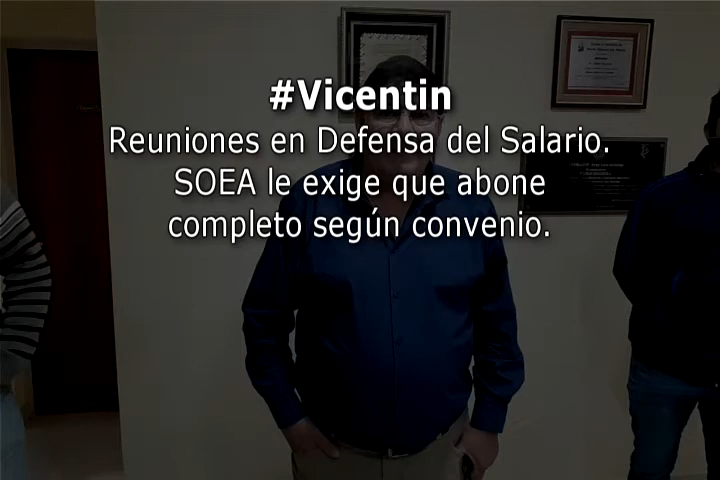 #Vicentin
Reuniones en Defensa del Salario.
SOEA le exige que abone
completo según convenio.